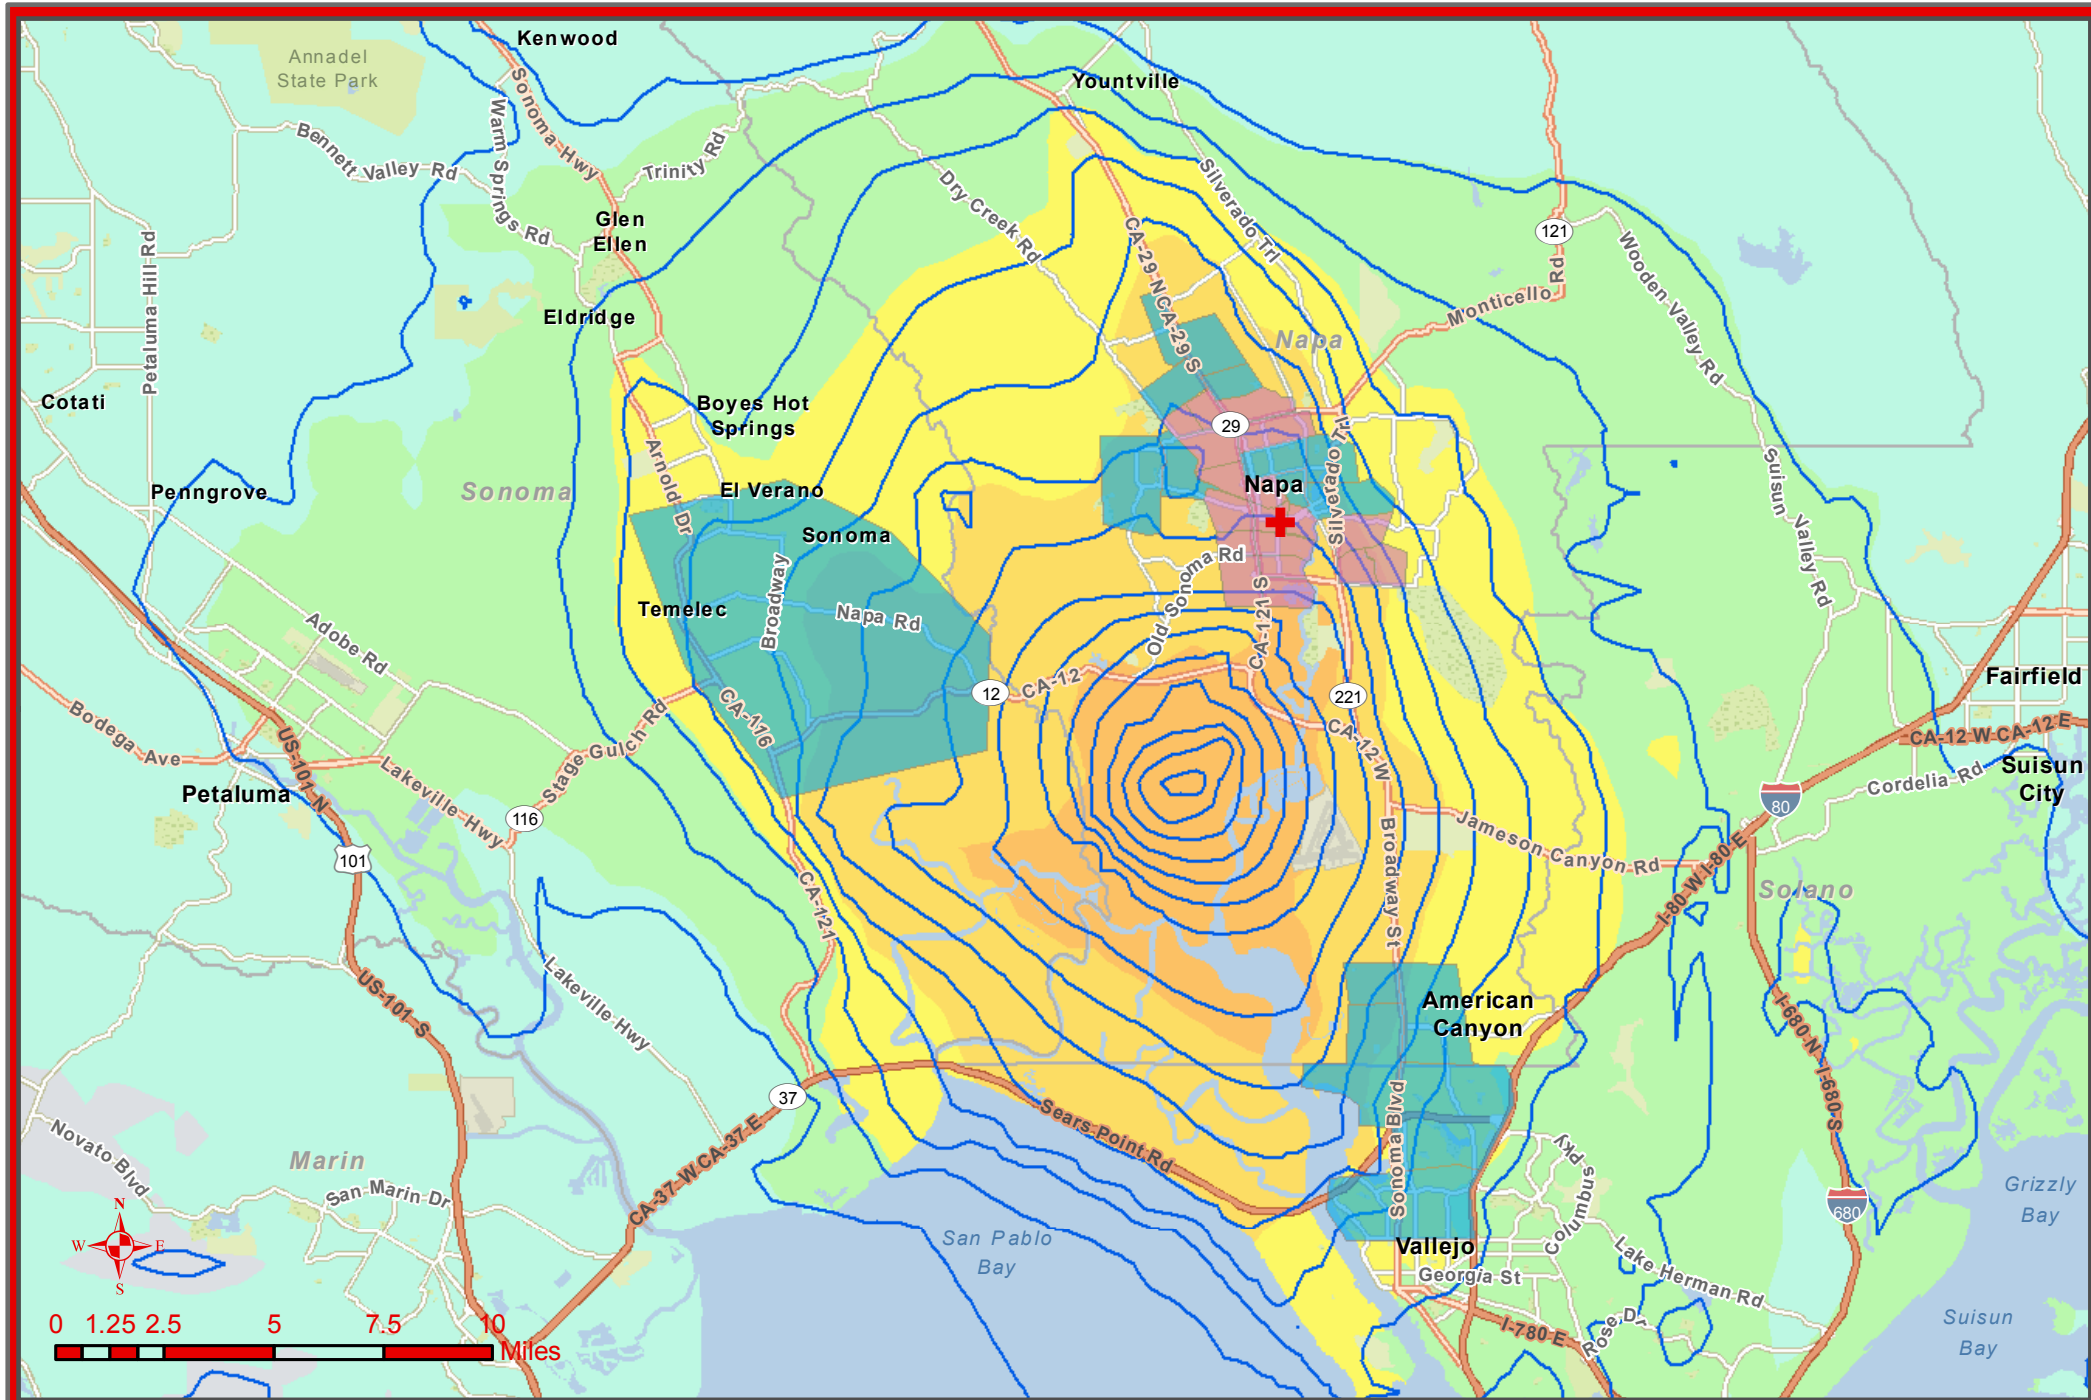 Kenwood
Annadel
State Park
Yountville
Sonoma Hwy
Warm Springs Rd
Bennett Valley Rd
Trinity Rd
Dry Creek Rd
Silverado Trl
Glen
Ellen
CA-29 N
CA-29 S
121
Wooden Valley Rd
Petaluma Hill Rd
Eldridge
Monticello Rd
Napa
Cotati
Boyes Hot
Springs
29
Arnold Dr
Silverado Trl
Suisun Valley Rd
Penngrove
Sonoma
El Verano
Napa
Sonoma
Broadway
Old Sonoma Rd
Temelec
Napa Rd
CA-121 S
Adobe Rd
CA-12
12
221
Fairfield
Bodega Ave
US-101 N
CA-116
Stage Gulch Rd
CA-12 W
CA-12 W CA-12 E
Lakeville Hwy
Petaluma
Suisun
City
Cordelia Rd
80
116
101
Broadway St
Jameson Canyon Rd
I-80 W I-80 E
CA-121
Solano
US-101 S
Lakeville Hwy
American
Canyon
I-680 N
I-680 S
37
Sears Point Rd
Sonoma Blvd
Novato Blvd
Marin
CA-37 W CA-37 E
San Marin Dr
Columbus Pky
Grizzly
Bay
680
N
W
E
S
San Pablo
Bay
Vallejo
Georgia St
Lake Herman Rd
I-780 E
Rose Dr
Suisun
Bay
0 1.25 2.5 5 7.5 10
Miles